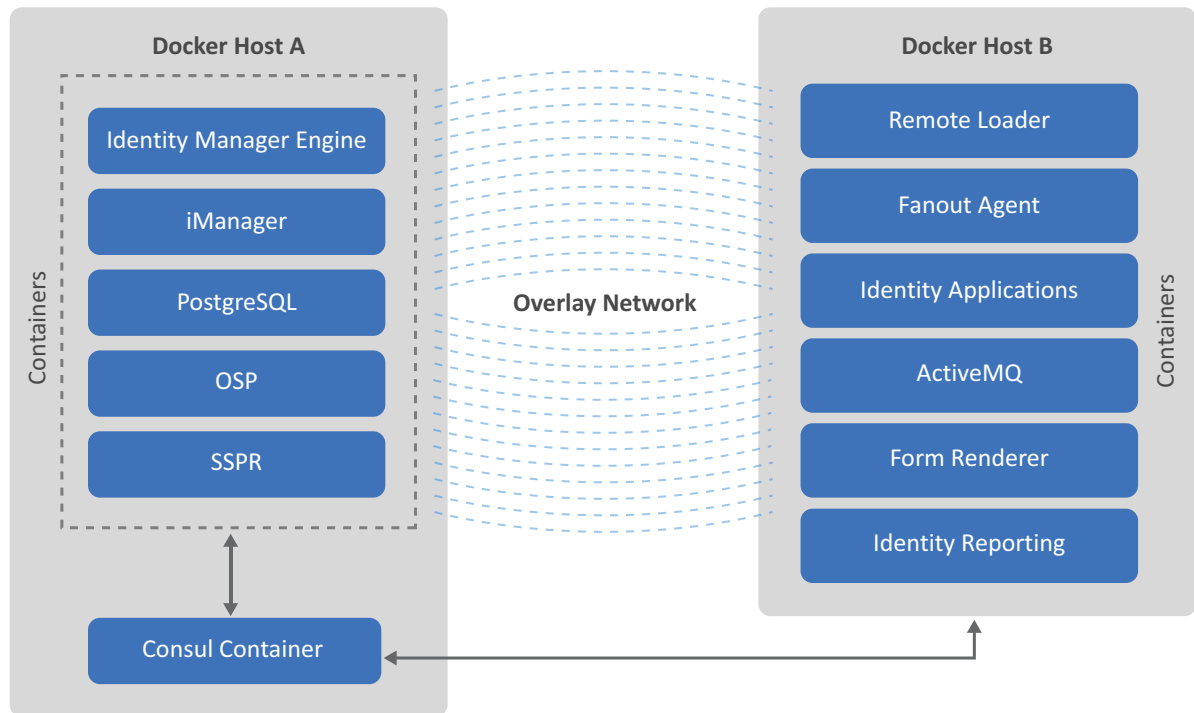 Docker Host A
Containers
Identity Manager Engine
iManager
PostgreSQL
OSP
SSPR
Consul Container
Overlay Network
Docker Host B
Remote Loader
Fanout Agent
Identity Applications
ActiveMQ
Form Renderer
Identity Reporting
Containers